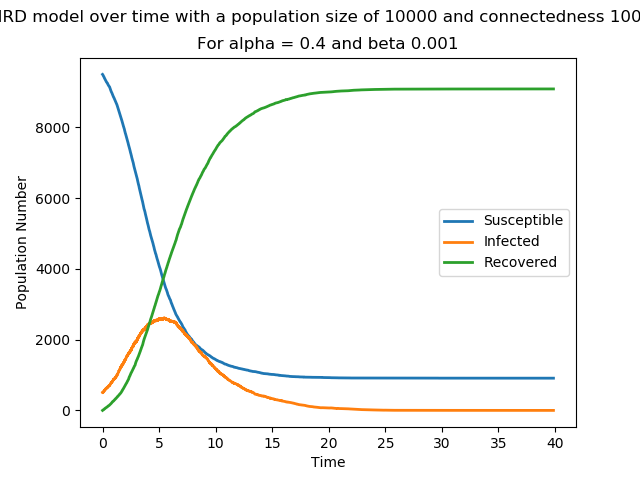 IRD model over time with a population size of 10000 and connectedness 100
For alpha = 0.4 and beta 0.001
Population Number
8000
6000
4000
2000
0
Susceptible
Infected
Recovered
0 5 10 15 20 25 30 35 40
Time